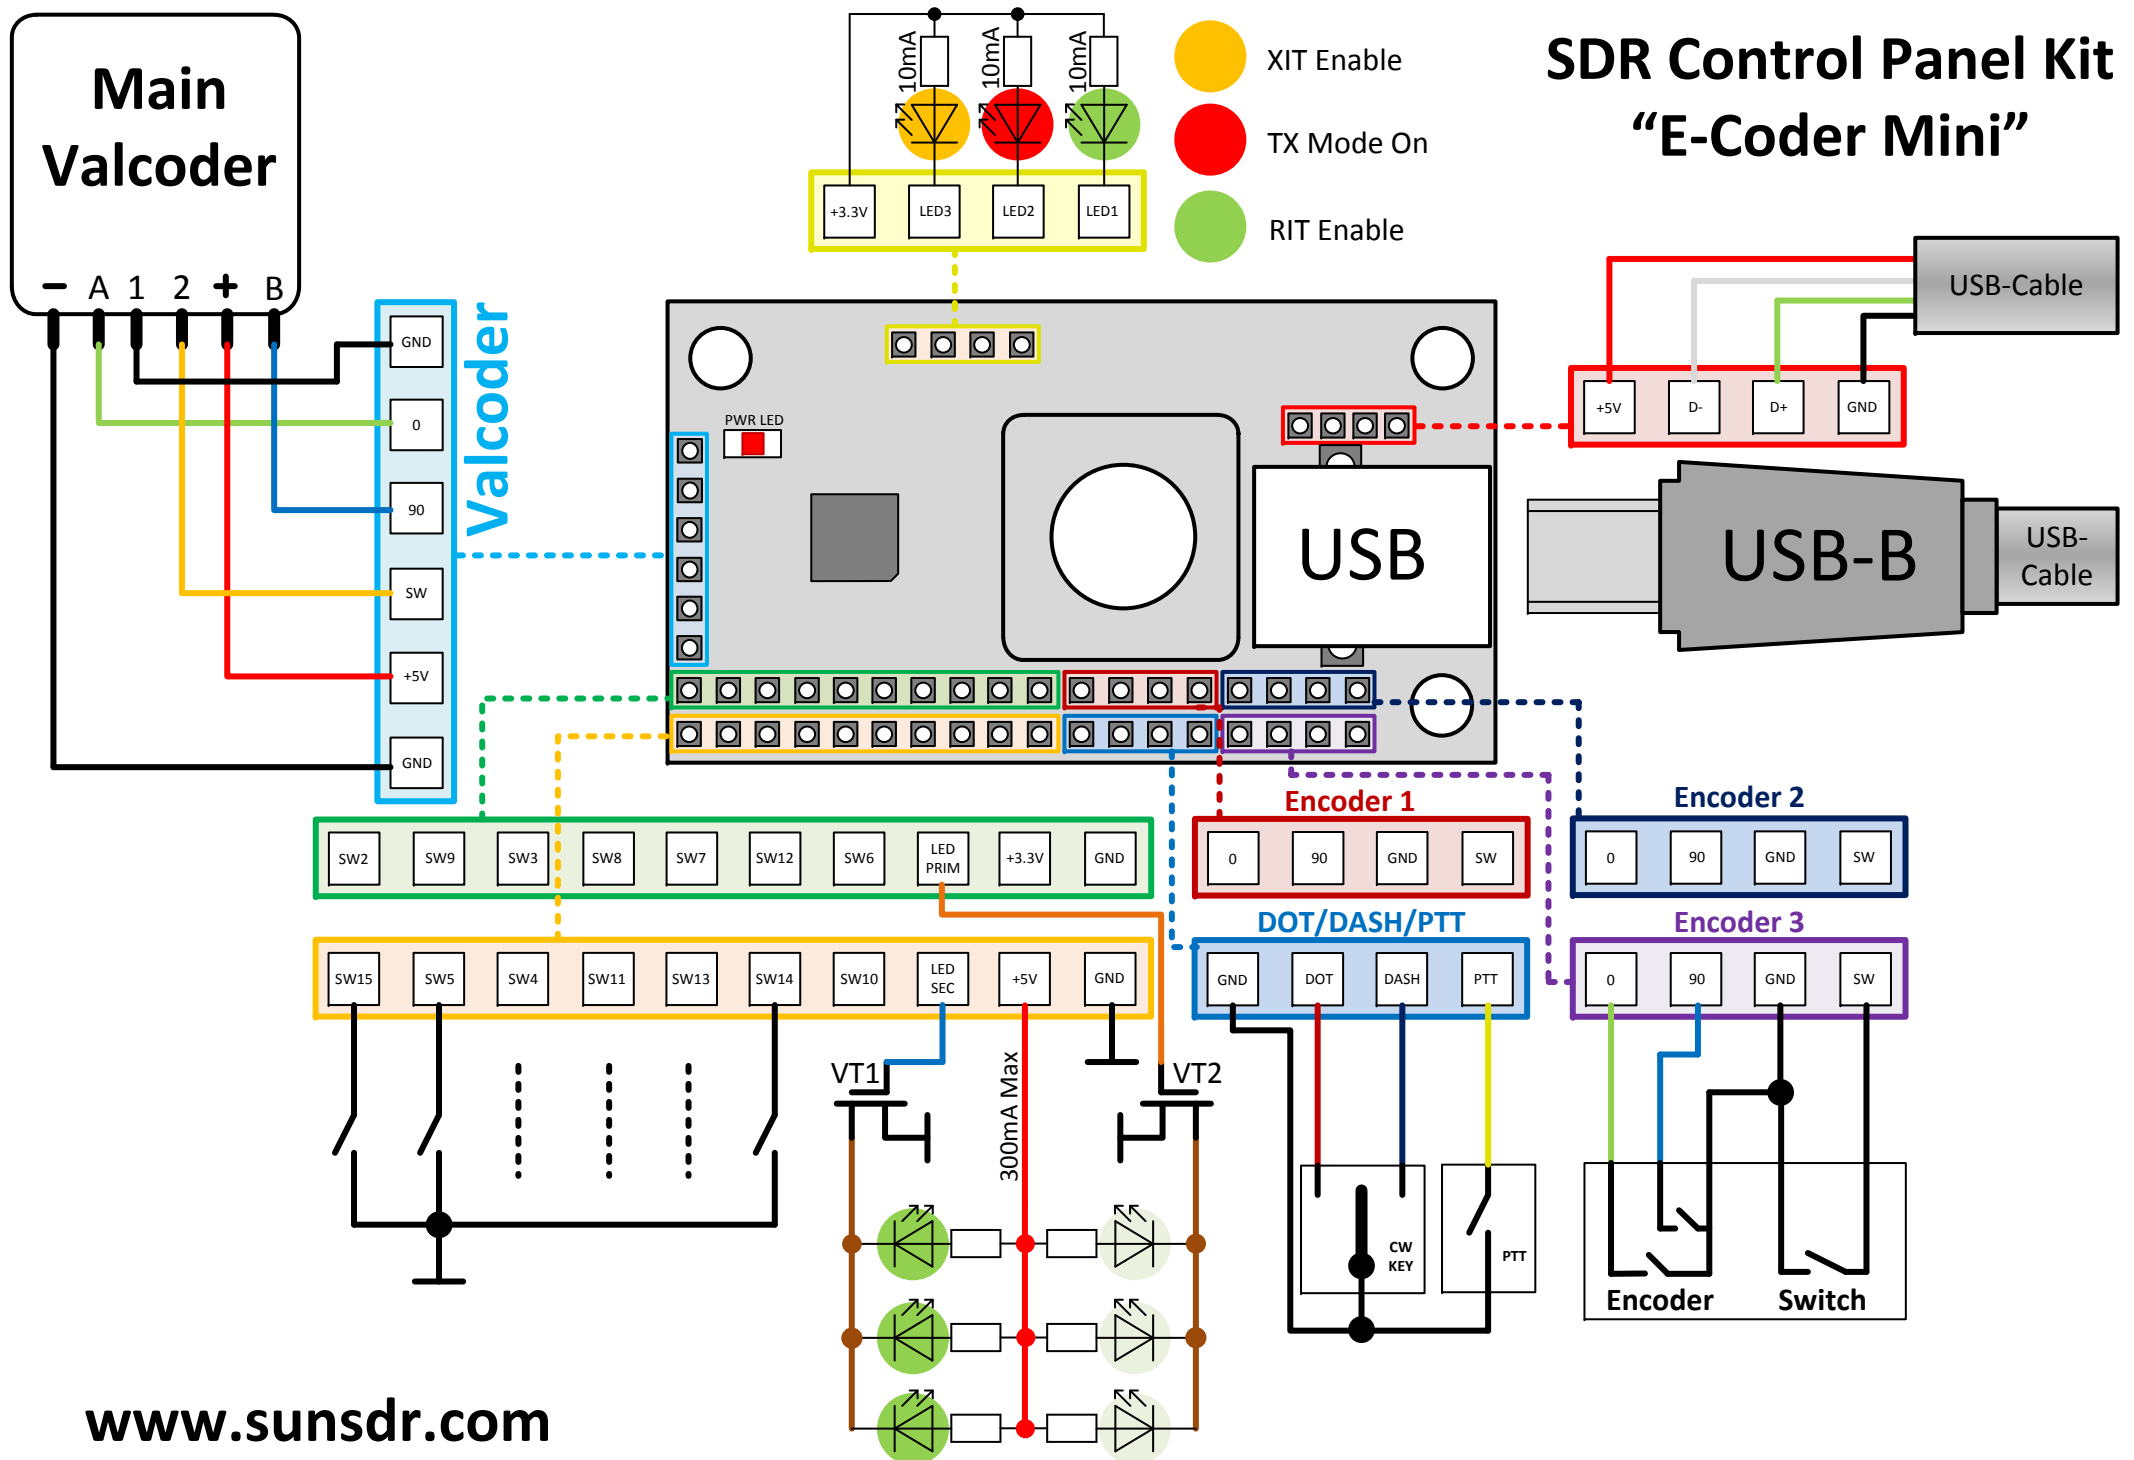 Main
Valcoder
− A 1 2 + B
10mA
10mA
10mA
XIT Enable
TX Mode On
RIT Enable
SDR Control Panel Kit
“E-Coder Mini”
+3.3V LED3 LED2 LED1
USB-Cable
+5V D- D+ GND
Valcoder
GND
0
90
SW
+5V
GND
PWR LED
USB
USB-B
USB-
Cable
SW2 SW9 SW3 SW8 SW7 SW12 SW6 LED PRIM +3.3V GND
Encoder 1
0 90 GND SW
Encoder 2
0 90 GND SW
SW15 SW5 SW4 SW11 SW13 SW14 SW10 LED SEC +5V GND
DOT/DASH/PTT
GND DOT DASH PTT
Encoder 3
0 90 GND SW
VT1
300mA Max
VT2
CW
KEY
PTT
Encoder
Switch
www.sunsdr.com